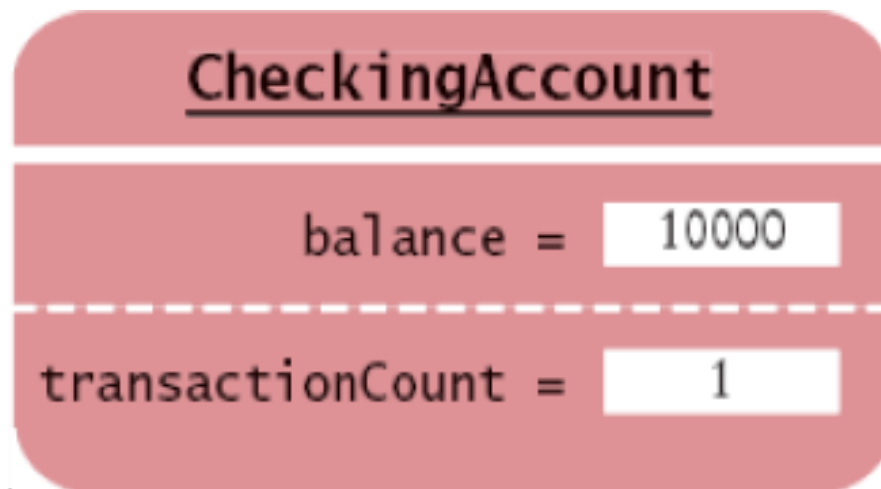 CheckingAccount
balance = 10000
transactionCount = 1